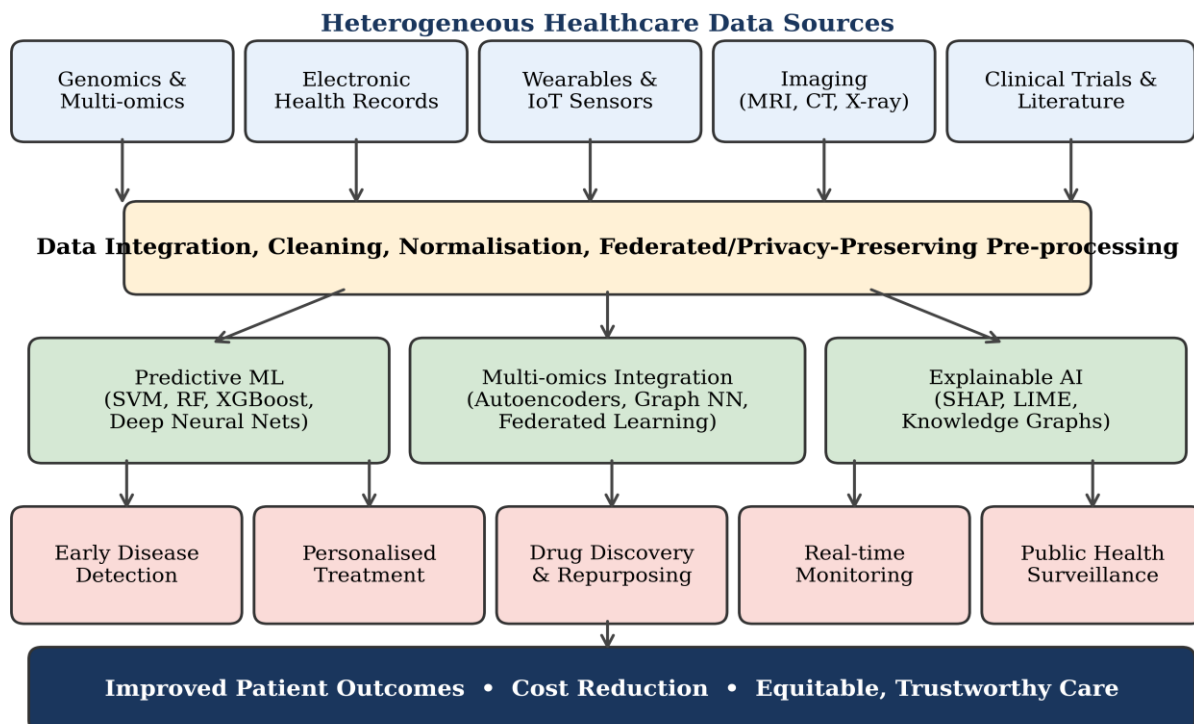 Heterogeneous Healthcare Data Sources
Genomics &
Multi-omics
Electronic
Health Records
Wearables &
IoT Sensors
Imaging
(MRI, CT, X-ray)
Clinical Trials &
Literature
Data Integration, Cleaning, Normalisation, Federated/Privacy-Preserving Pre-processing
Predictive ML
(SVM, RF, XGBoost,
Deep Neural Nets)
Multi-omics Integration
(Autoencoders, Graph NN,
Federated Learning)
Explainable AI
(SHAP, LIME,
Knowledge Graphs)
Early Disease
Detection
Personalised
Treatment
Drug Discovery
& Repurposing
Real-time
Monitoring
Public Health
Surveillance
Improved Patient Outcomes • Cost Reduction • Equitable, Trustworthy Care